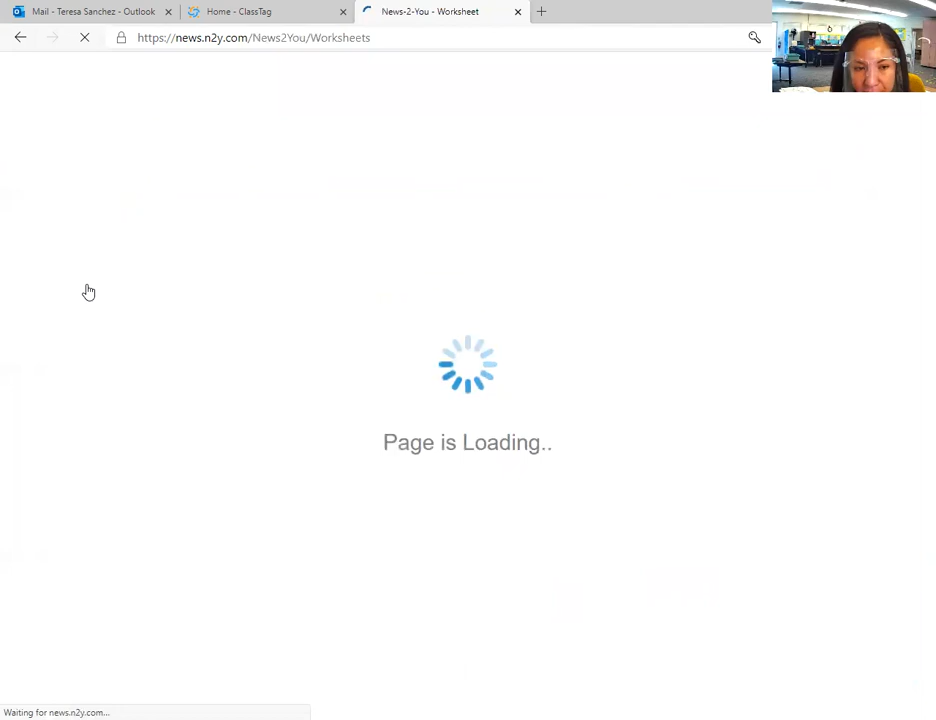 Mail - Teresa Sanchez - Outlook
Home - ClassTag
News-2-You - Worksheet
https://news.n2y.com/News2You/Worksheets
Page is Loading..
Waiting for news.n2y.com...